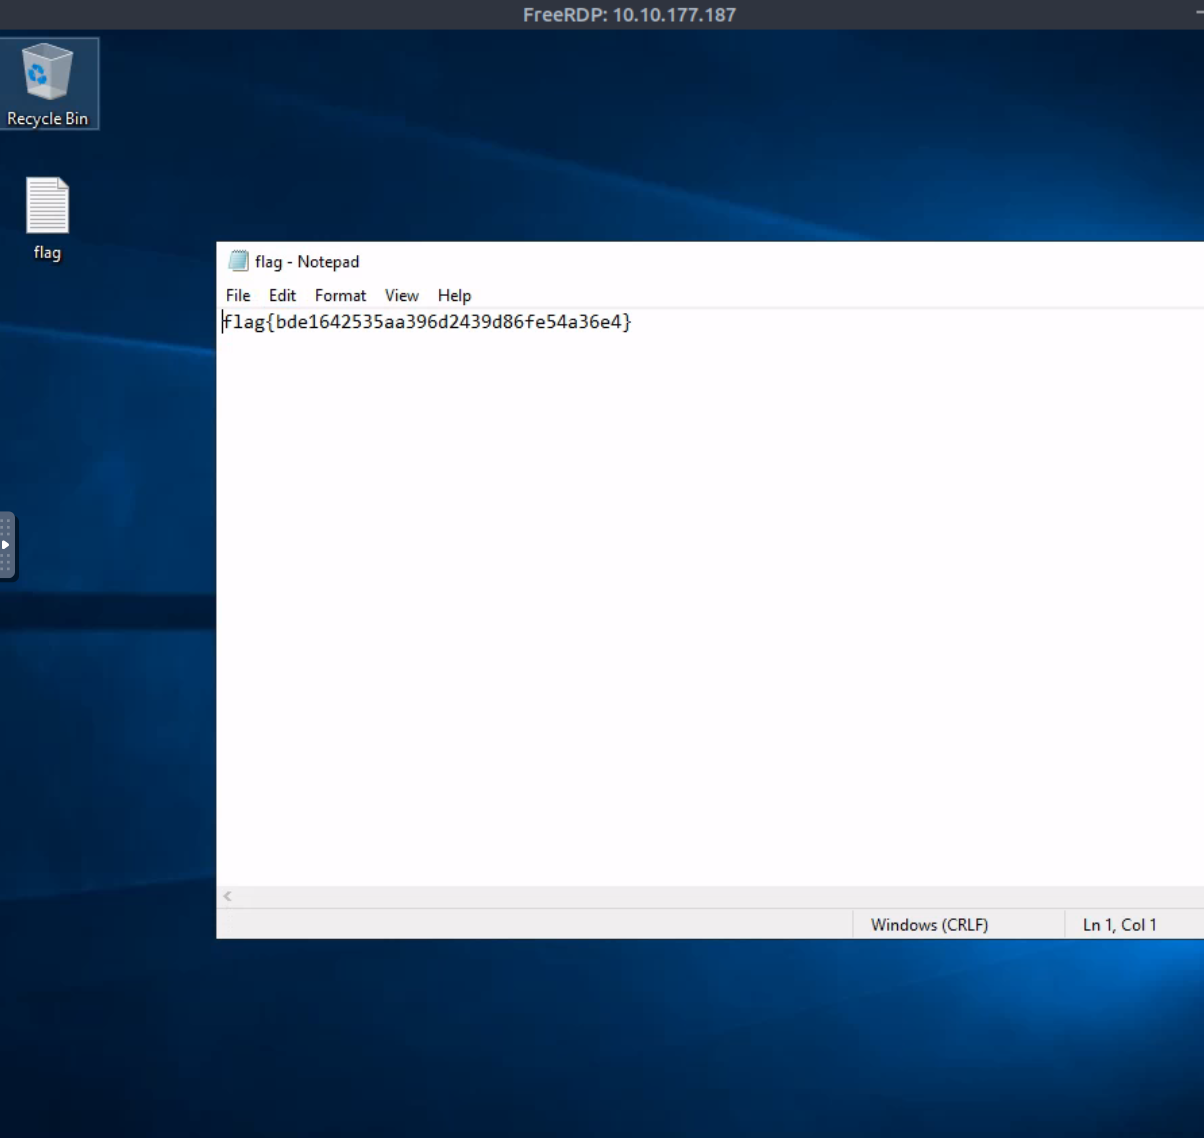 FreeRDP: 10.10.177.187
Recycle Bin
flag
flag - Notepad
File Edit Format View Help
flag{bde1642535aa396d2439d86fe54a36e4}
Windows (CRLF) Ln 1, Col 1